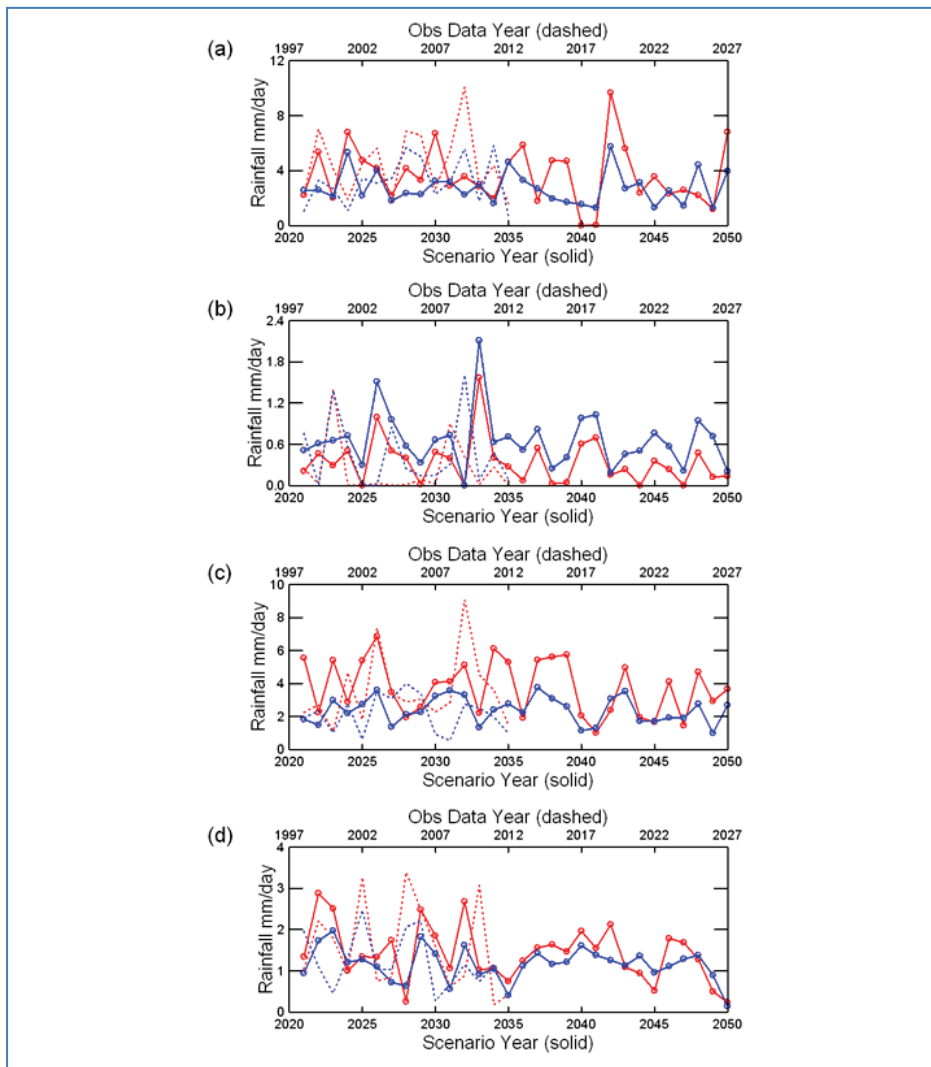 Obs Data Year (dashed)
1997 2002 2007 2012 2017 2022 2027
(a)
12
8
4
0
Rainfall mm/day
2020 2025 2030 2035 2040 2045 2050
Scenario Year (solid)
Obs Data Year (dashed)
1997 2002 2007 2012 2017 2022 2027
(b)
2.4
1.8
1.2
0.6
0.0
Rainfall mm/day
2020 2025 2030 2035 2040 2045 2050
Scenario Year (solid)
Obs Data Year (dashed)
(c)
1997 2002 2007 2012 2017 2022 2027
10
8
6
4
2
0
Rainfall mm/day
2020 2025 2030 2035 2040 2045 2050
Scenario Year (solid)
Obs Data Year (dashed)
(d)
1997 2002 2007 2012 2017 2022 2027
4
3
2
1
0
Rainfall mm/day
2020 2025 2030 2035 2040 2045 2050
Scenario Year (solid)